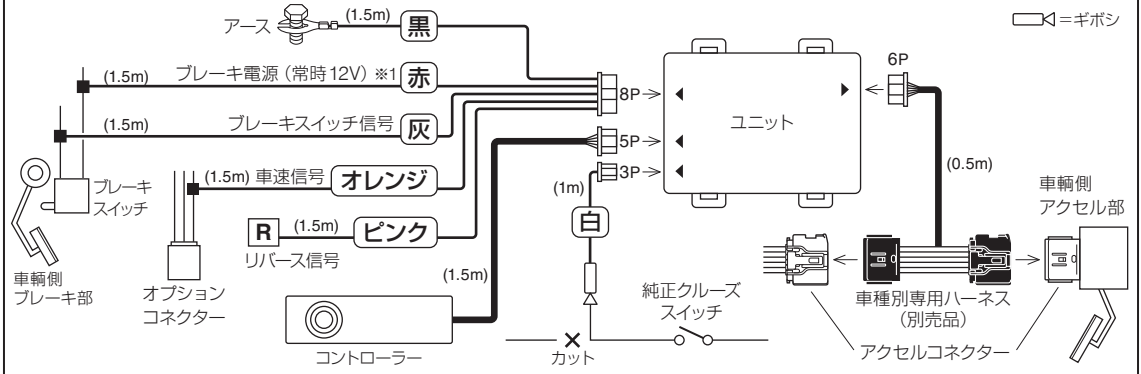 アース
(1.5m)
黒
=ギボシ
(1.5m)
ブレーキ電源(常時12V)※1
赤
(1.5m)
ブレーキスイッチ信号
灰
8P
5P
3P
ユニット
6P
(0.5m)
ブレーキ
スイッチ
(1.5m)
車速信号
オレンジ
(1m)
白
R
(1.5m)
ピンク
リバース信号
車輌側
ブレーキ部
オプション
コネクター
(1.5m)
コントローラー
純正クルーズ
スイッチ
カット
車種別専用ハーネス
(別売品)
アクセルコネクター
車輌側
アクセル部